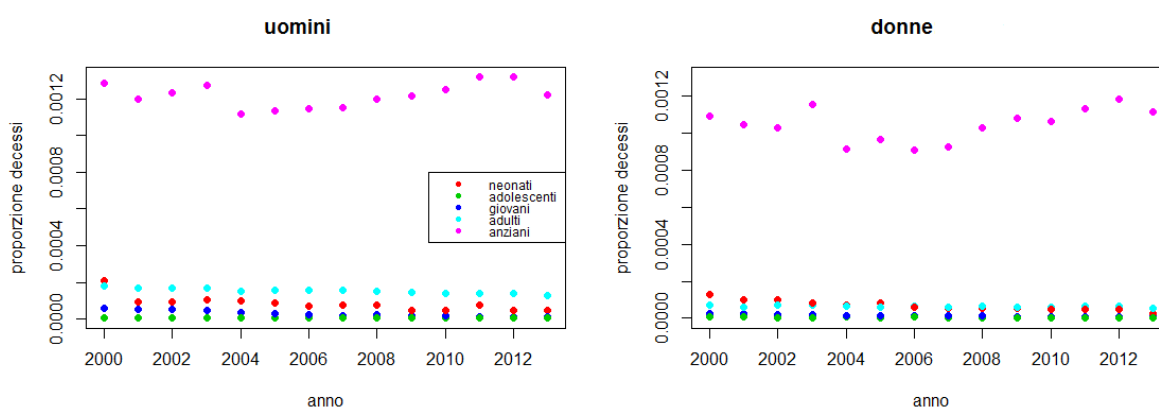 uomini
proporzione decessi
0.0012
0.0008
0.0004
0.0000
neonati
adolescenti
giovani
adulti
anziani
2000 2002 2004 2006 2008 2010 2012
anno
donne
proporzione decessi
0.0012
0.0008
0.0004
0.0000
2000 2002 2004 2006 2008 2010 2012
anno